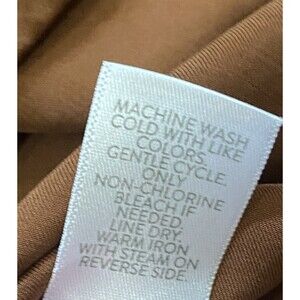 MACHINE WASH
COLD WITH LIKE
COLORS.
GENTLE CYCLE.
ONLY
NON-CHLORINE
BLEACH IF
NEEDED
LINE DRY
WARM IRON
WITH STEAM ON
REVERSE SIDE.